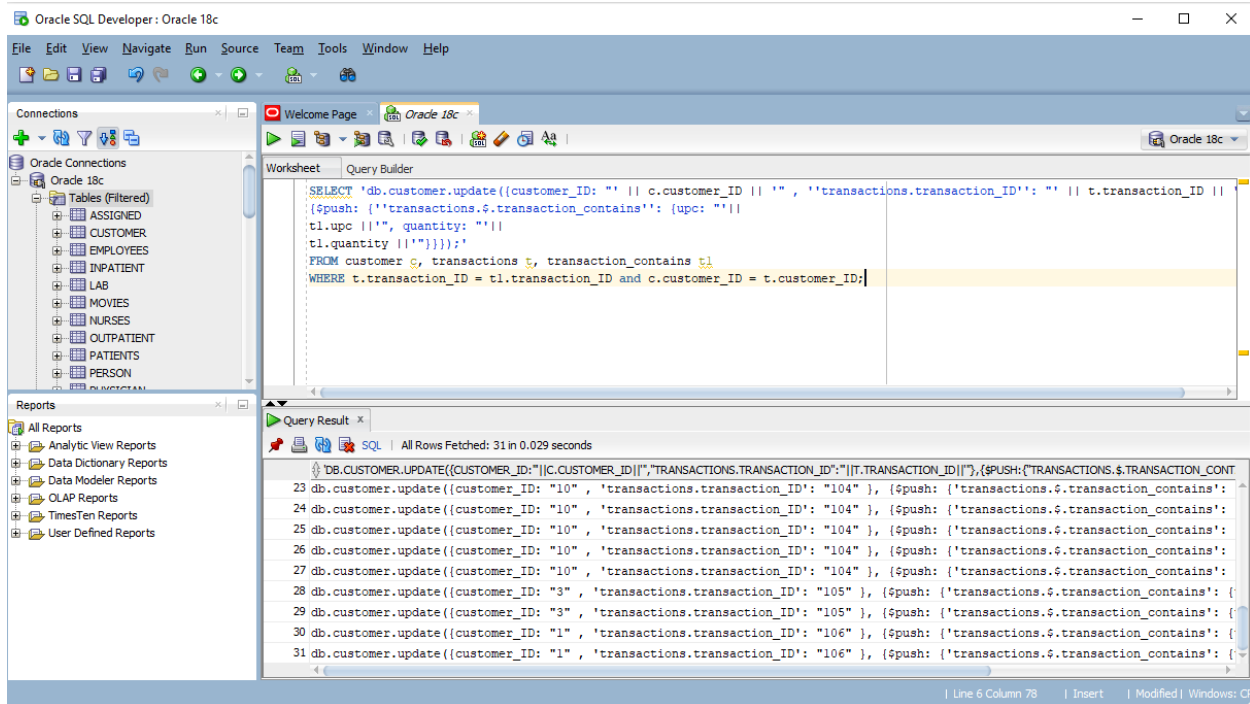 Oracle SQL Developer : Oracle 18c
File Edit View Navigate Run Source Team Tools Window Help
Connections
Oracle Connections
Oracle 18c
Tables (Filtered)
ASSIGNED
CUSTOMER
EMPLOYEES
INPATIENT
LAB
MOVIES
NURSES
OUTPATIENT
PATIENTS
PERSON
PHYSICIAN
Reports
All Reports
Analytic View Reports
Data Dictionary Reports
Data Modeler Reports
OLAP Reports
TimesTen Reports
User Defined Reports
Welcome Page Oracle 18c
Oracle 18c
Worksheet Query Builder
SELECT 'db.customer.update({customer_ID: "' || c.customer_ID || '" , ''transactions.transaction_ID'': "' || t.transaction_ID || '
{$push: {''transactions.$.transaction_contains'': {upc: "'||
tl.upc ||'", quantity: "'||
tl.quantity ||'"}}});'
FROM customer c, transactions t, transaction_contains tl
WHERE t.transaction_ID = tl.transaction_ID and c.customer_ID = t.customer_ID;
Query Result
SQL | All Rows Fetched: 31 in 0.029 seconds
'DB.CUSTOMER.UPDATE({CUSTOMER_ID:"'||C.CUSTOMER_ID||'","TRANSACTIONS.TRANSACTION_ID":"'||T.TRANSACTION_ID||'"},{$PUSH:{"TRANSACTIONS.$.TRANSACTION_CONT
23 db.customer.update({customer_ID: "10" , 'transactions.transaction_ID': "104" }, {$push: {'transactions.$.transaction_contains':
24 db.customer.update({customer_ID: "10" , 'transactions.transaction_ID': "104" }, {$push: {'transactions.$.transaction_contains':
25 db.customer.update({customer_ID: "10" , 'transactions.transaction_ID': "104" }, {$push: {'transactions.$.transaction_contains':
26 db.customer.update({customer_ID: "10" , 'transactions.transaction_ID': "104" }, {$push: {'transactions.$.transaction_contains':
27 db.customer.update({customer_ID: "10" , 'transactions.transaction_ID': "104" }, {$push: {'transactions.$.transaction_contains':
28 db.customer.update({customer_ID: "3" , 'transactions.transaction_ID': "105" }, {$push: {'transactions.$.transaction_contains': {
29 db.customer.update({customer_ID: "3" , 'transactions.transaction_ID': "105" }, {$push: {'transactions.$.transaction_contains': {
30 db.customer.update({customer_ID: "1" , 'transactions.transaction_ID': "106" }, {$push: {'transactions.$.transaction_contains': {
31 db.customer.update({customer_ID: "1" , 'transactions.transaction_ID': "106" }, {$push: {'transactions.$.transaction_contains': {
| Line 6 Column 78 | Insert | Modified | Windows: C